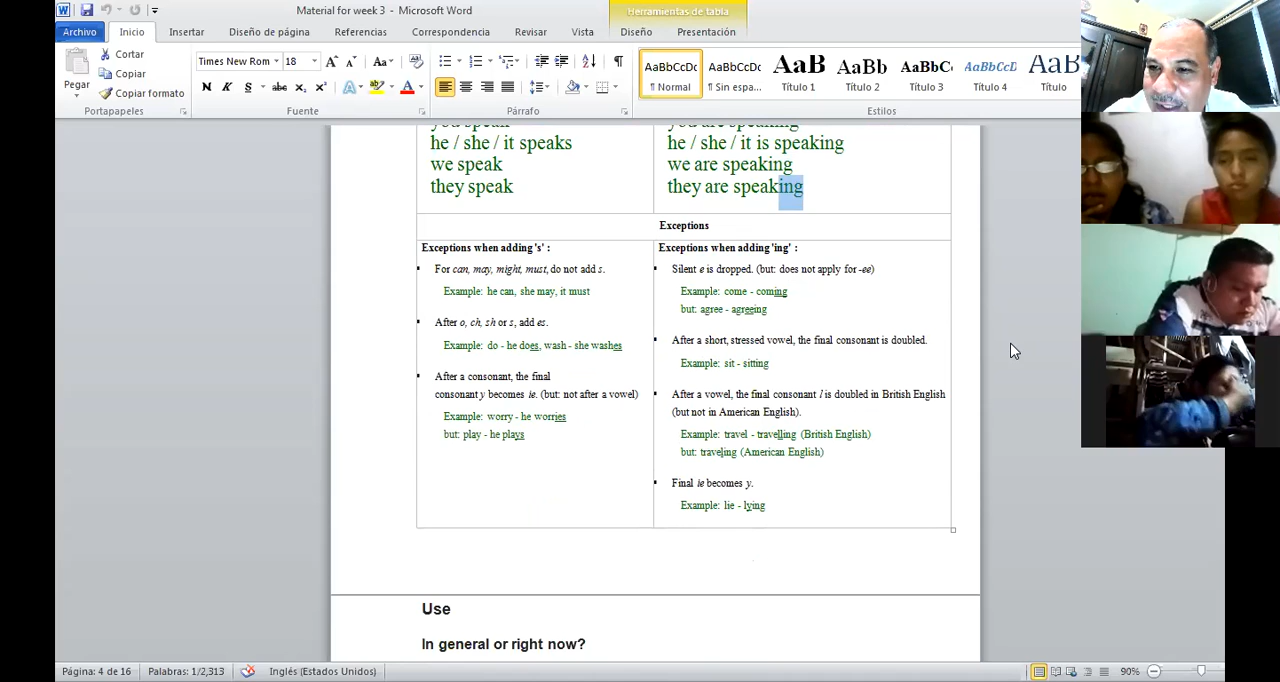 Material for week 3 - Microsoft Word
Herramientas de tabla
Archivo Inicio Insertar Diseño de página Referencias Correspondencia Revisar Vista Diseño Presentación
Cortar
Copiar
Copiar formato
Pegar
Portapapeles
Times New Rom 18
N K S abc
Fuente
Párrafo
AaBbCcDc AaBbCcDc AaB AaBb AaBbC AaBbCcD AaB
¶ Normal ¶ Sin espa... Título 1 Título 2 Título 3 Título 4 Título
Estilos
you speak
he / she / it speaks
we speak
they speak
you are speaking
he / she / it is speaking
we are speaking
they are speaking
Exceptions
Exceptions when adding 's' :
For can, may, might, must, do not add s.
Example: he can, she may, it must
After o, ch, sh or s, add es.
Example: do - he does, wash - she washes
After a consonant, the final
consonant y becomes ie. (but: not after a vowel)
Example: worry - he worries
but: play - he plays
Exceptions when adding 'ing' :
Silent e is dropped. (but: does not apply for -ee)
Example: come - coming
but: agree - agreeing
After a short, stressed vowel, the final consonant is doubled.
Example: sit - sitting
After a vowel, the final consonant l is doubled in British English
(but not in American English).
Example: travel - travelling (British English)
but: traveling (American English)
Final ie becomes y.
Example: lie - lying
Use
In general or right now?
Página: 4 de 16 Palabras: 1/2,313 Inglés (Estados Unidos) 90%